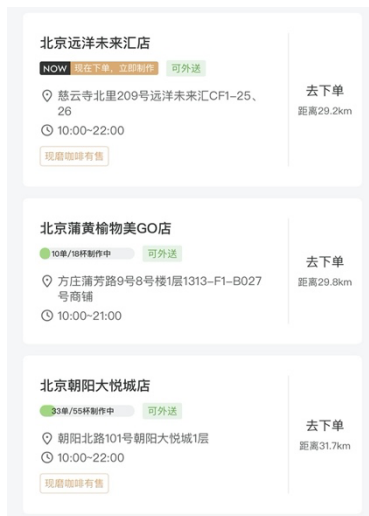 北京远洋未来汇店
NOW 现在下单，立即制作 可外送
慈云寺北里209号远洋未来汇CF1-25、
26
10:00~22:00
现磨咖啡有售
去下单
距离29.2km
北京蒲黄榆物美GO店
10单/18杯制作中 可外送
方庄蒲芳路9号8号楼1层1313-F1-B027
号商铺
10:00~21:00
去下单
距离29.8km
北京朝阳大悦城店
33单/55杯制作中 可外送
朝阳北路101号朝阳大悦城1层
10:00~22:00
现磨咖啡有售
去下单
距离31.7km